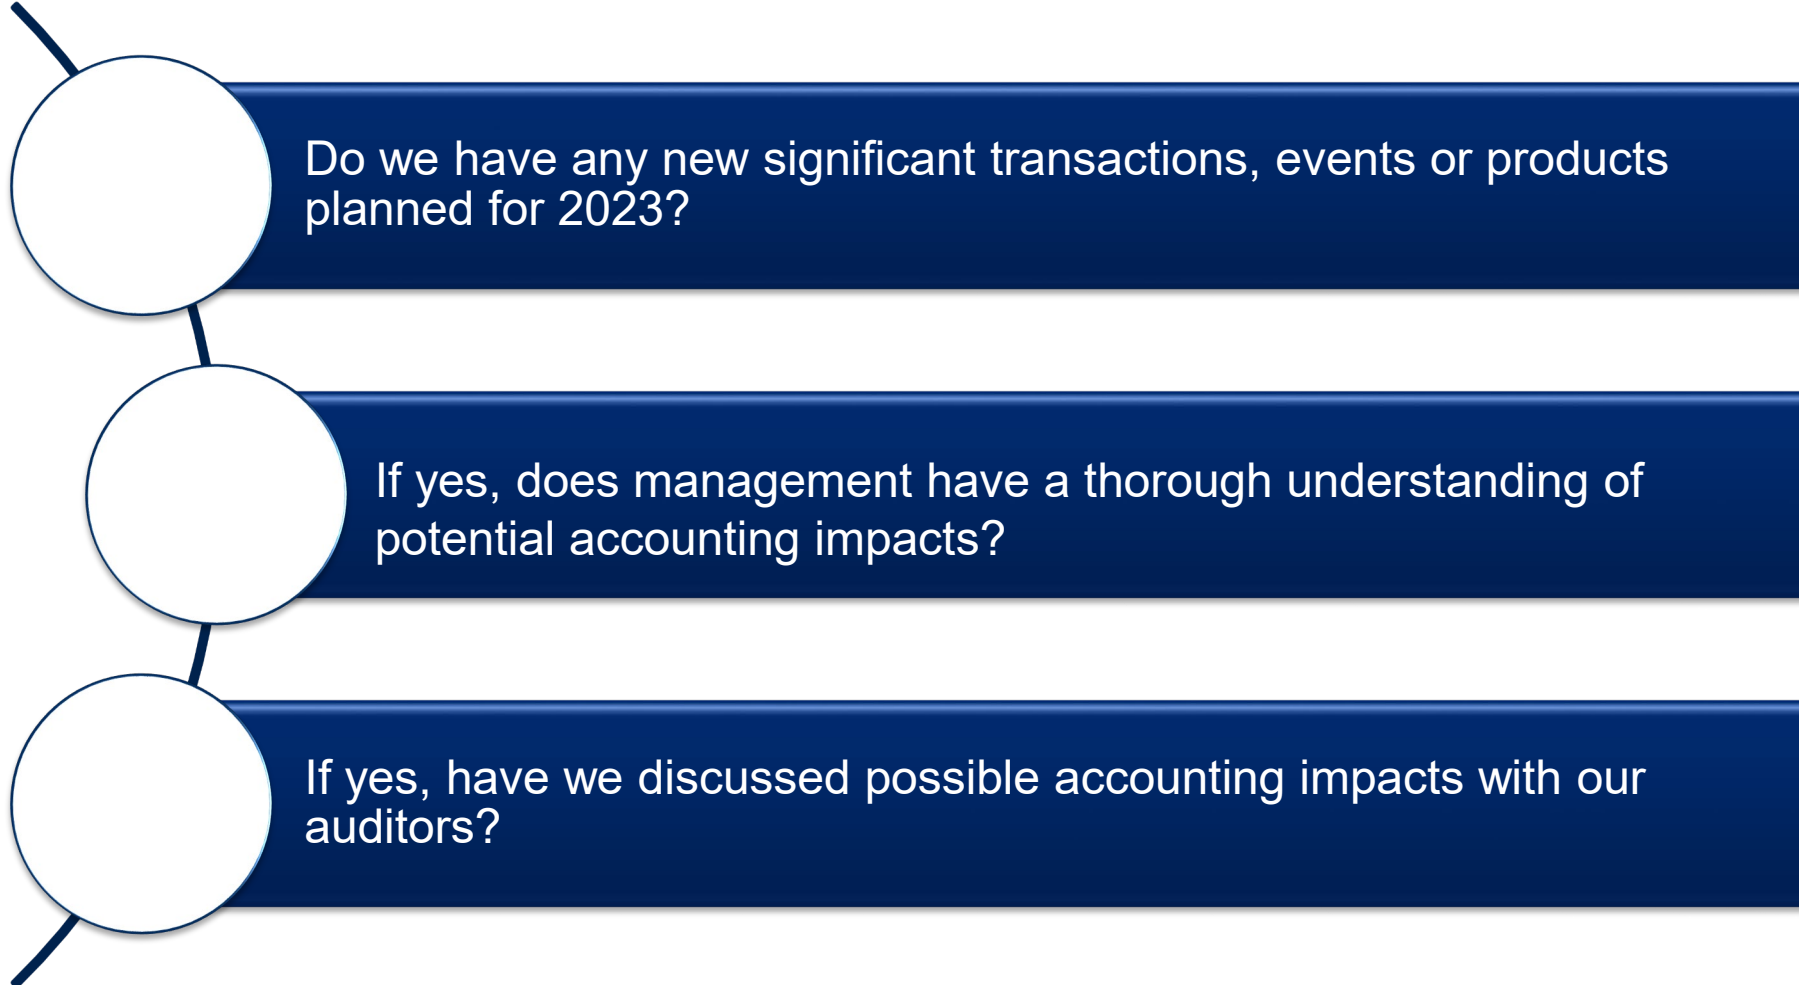 Do we have any new significant transactions, events or products
planned for 2023?
If yes, does management have a thorough understanding of
potential accounting impacts?
If yes, have we discussed possible accounting impacts with our
auditors?